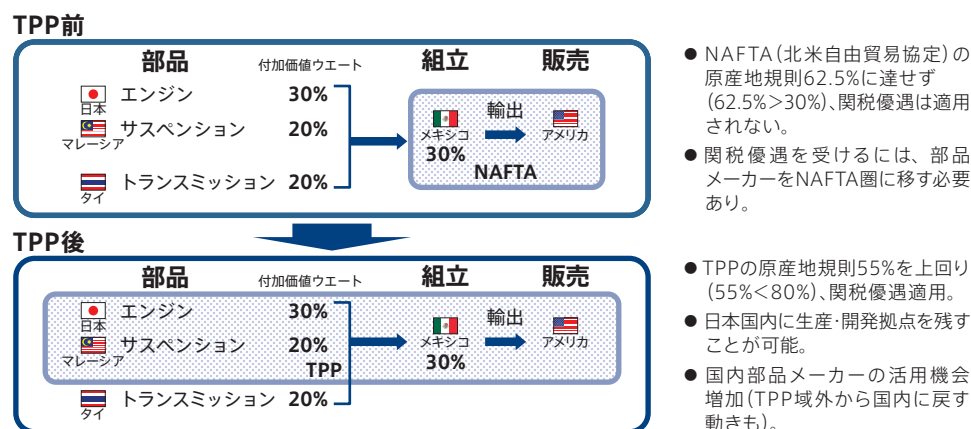 TPP前
部品 付加価値ウエート 組立 販売
日本 エンジン 30%
マレーシア サスペンション 20%
タイ トランスミッション 20%
メキシコ 輸出 アメリカ
30%
NAFTA
● NAFTA(北米自由貿易協定)の
原産地規則62.5%に達せず
(62.5%>30%)、関税優遇は適用
されない。
● 関税優遇を受けるには、部品
メーカーをNAFTA圏に移す必要
あり。
TPP後
部品 付加価値ウエート 組立 販売
日本 エンジン 30%
マレーシア サスペンション 20%
TPP
タイ トランスミッション 20%
メキシコ 輸出 アメリカ
30%
● TPPの原産地規則55%を上回り
(55%<80%)、関税優遇適用。
● 日本国内に生産・開発拠点を残す
ことが可能。
● 国内部品メーカーの活用機会
増加(TPP域外から国内に戻す
動きも)。